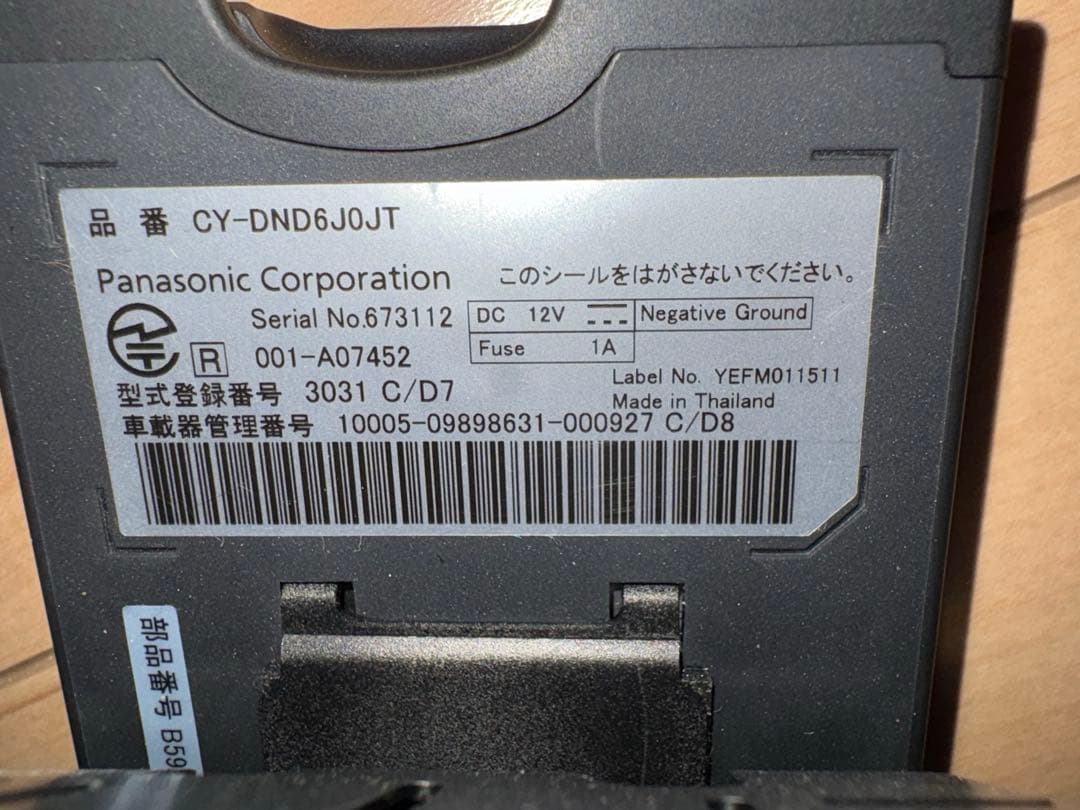 品 番 CY-DND6J0JT
Panasonic Corporation
このシールをはがさないでください。
Serial No.673112
DC 12V
Negative Ground
R 001-A07452
Fuse 1A
型式登録番号 3031 C/D7
Label No. YEFM011511
Made in Thailand
車載器管理番号 10005-09898631-000927 C/D8
部品番号